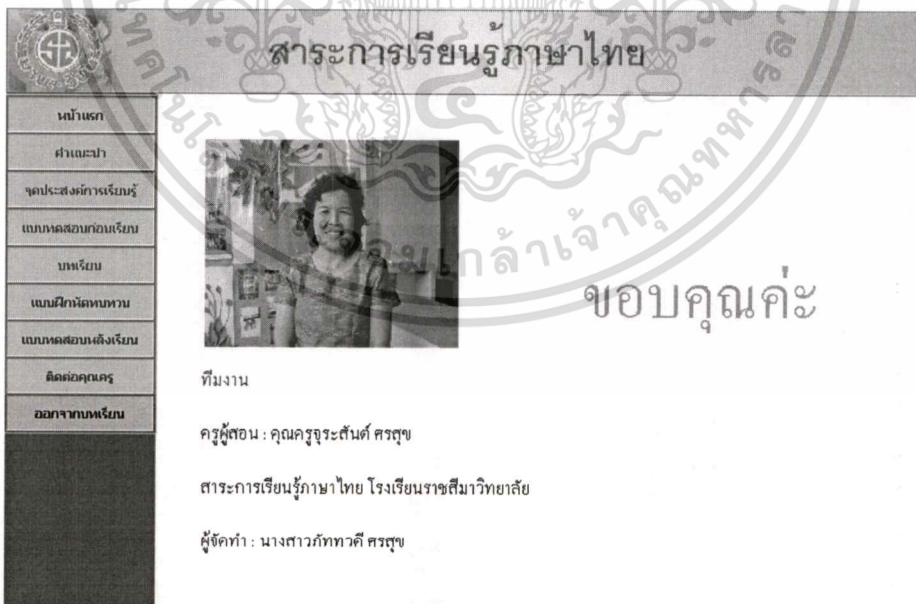 สาระการเรียนรู้ภาษาไทย
หน้าแรก
คำแนะนำ
จุดประสงค์การเรียนรู้
แบบทดสอบก่อนเรียน
บทเรียน
แบบฝึกหัดทบทวน
แบบทดสอบหลังเรียน
ติดต่อคุณครู
ออกจากบทเรียน
ขอบคุณค่ะ
ทีมงาน
ครูผู้สอน : คุณครูจุระสันต์ ศรสุข
สาระการเรียนรู้ภาษาไทย โรงเรียนราชสีมาวิทยาลัย
ผู้จัดทำ : นางสาวภัททวดี ศรสุข